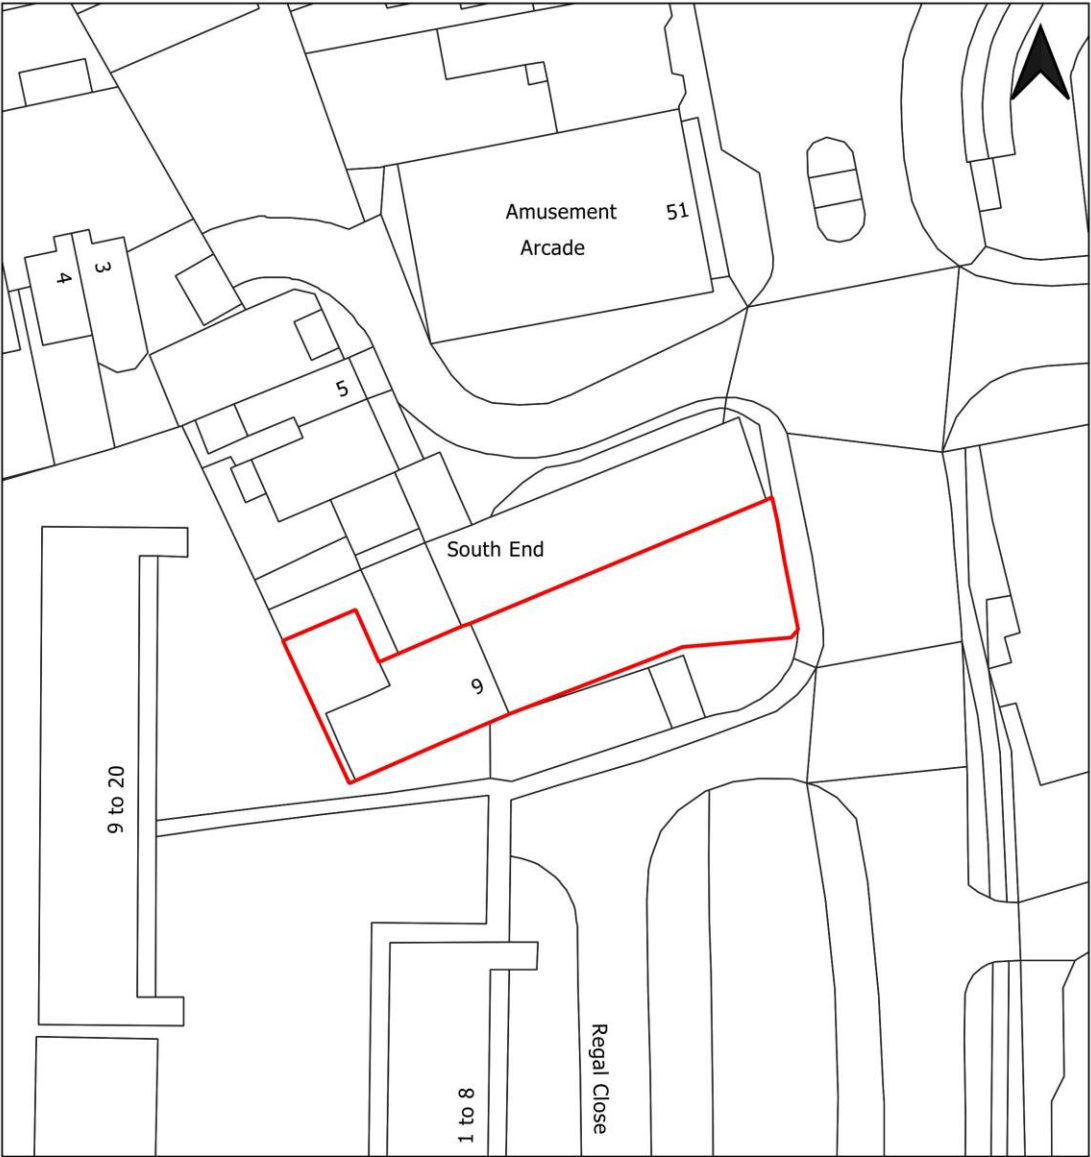 Amusement
Arcade
51
4
3
5
South End
9
9 to 20
Regal Close
1 to 8